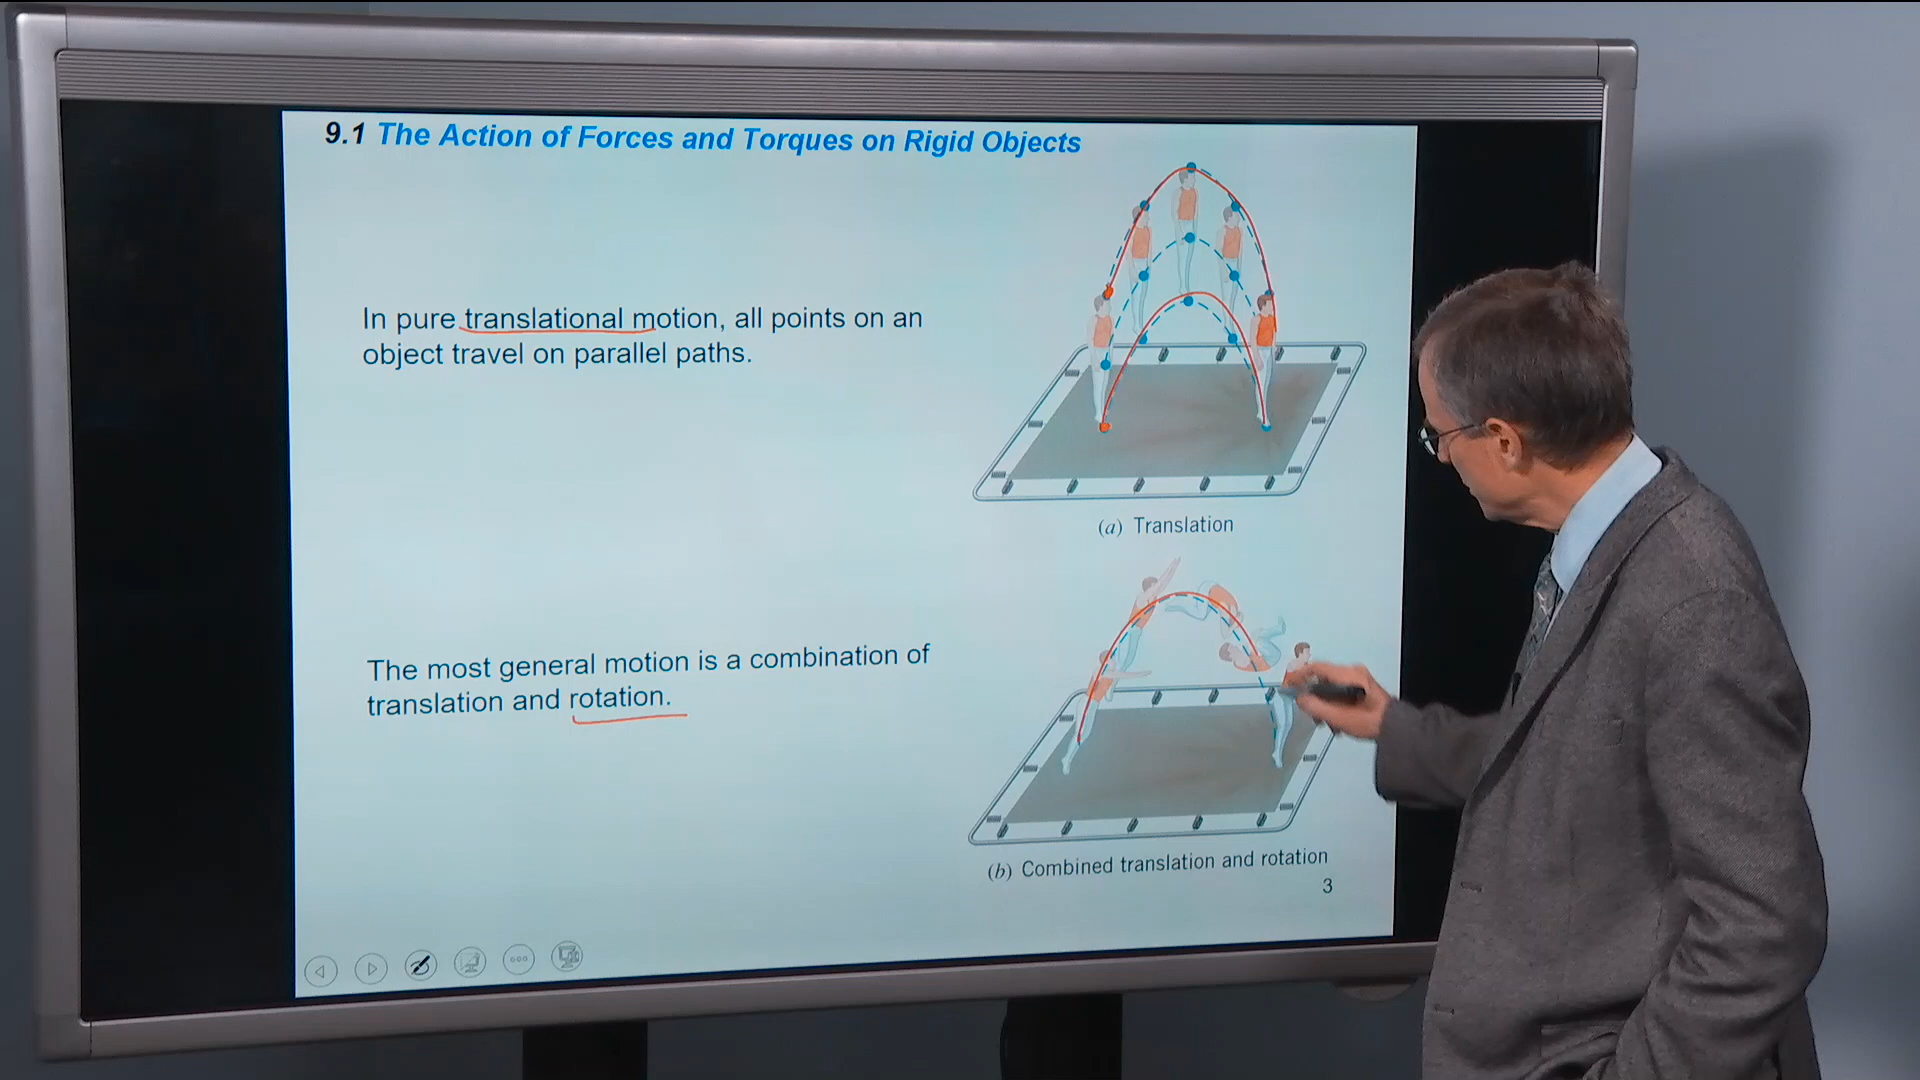 9.1 The Action of Forces and Torques on Rigid Objects
In pure translational motion, all points on an
object travel on parallel paths.
(a) Translation
The most general motion is a combination of
translation and rotation.
(b) Combined translation and rotation
3